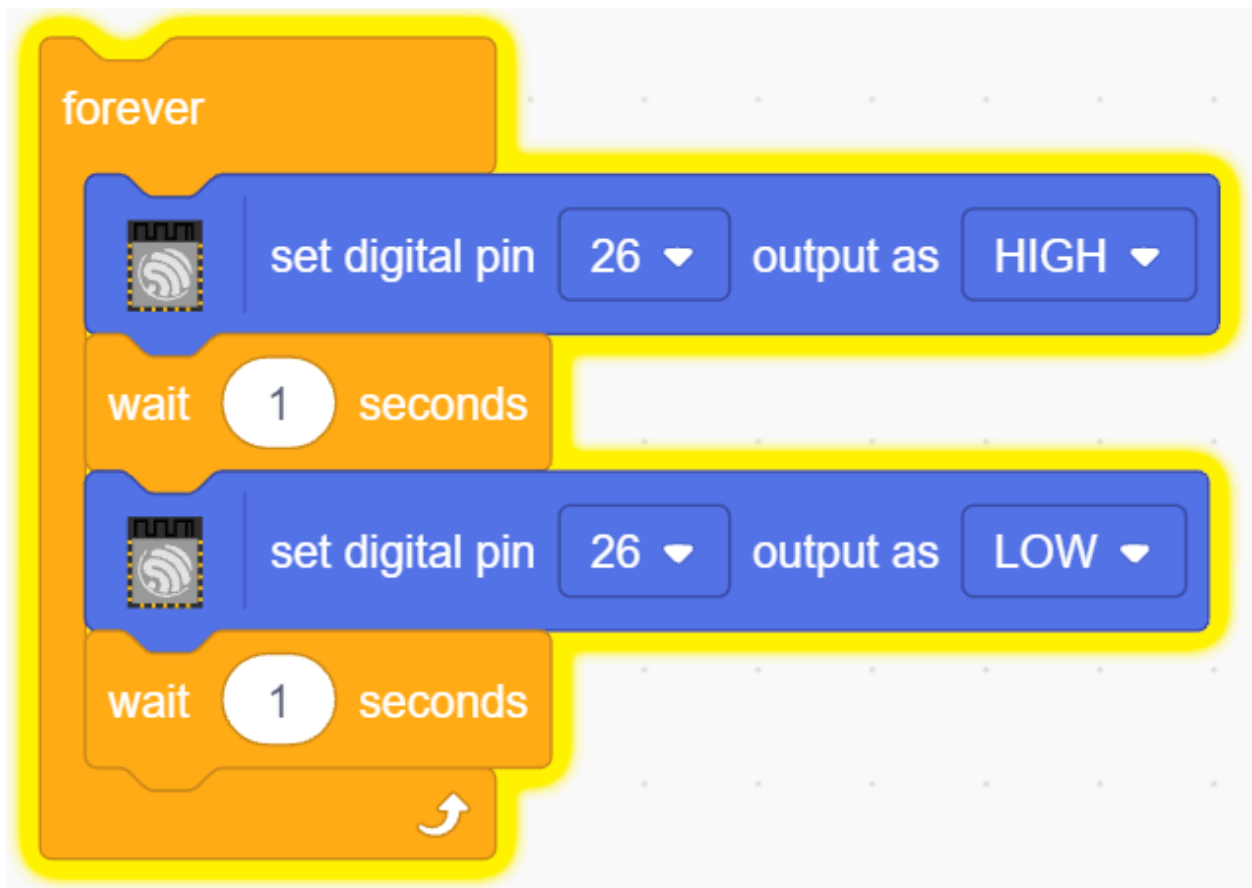 forever
set digital pin 26 output as HIGH
wait 1 seconds
set digital pin 26 output as LOW
wait 1 seconds